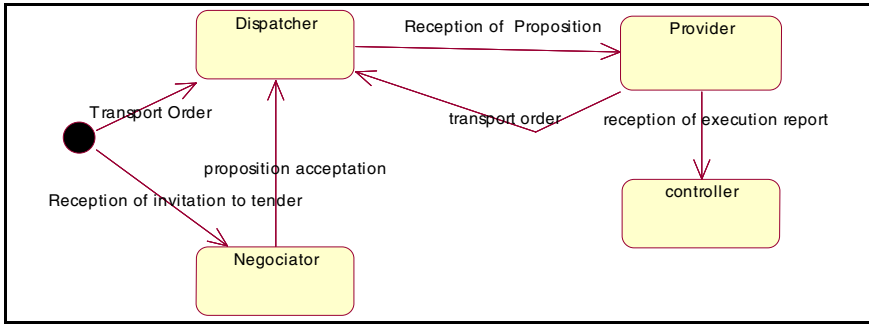 Dispatcher
Reception of Proposition
Provider
Transport Order
transport order
reception of execution report
proposition acceptation
controller
Reception of invitation to tender
Negociator